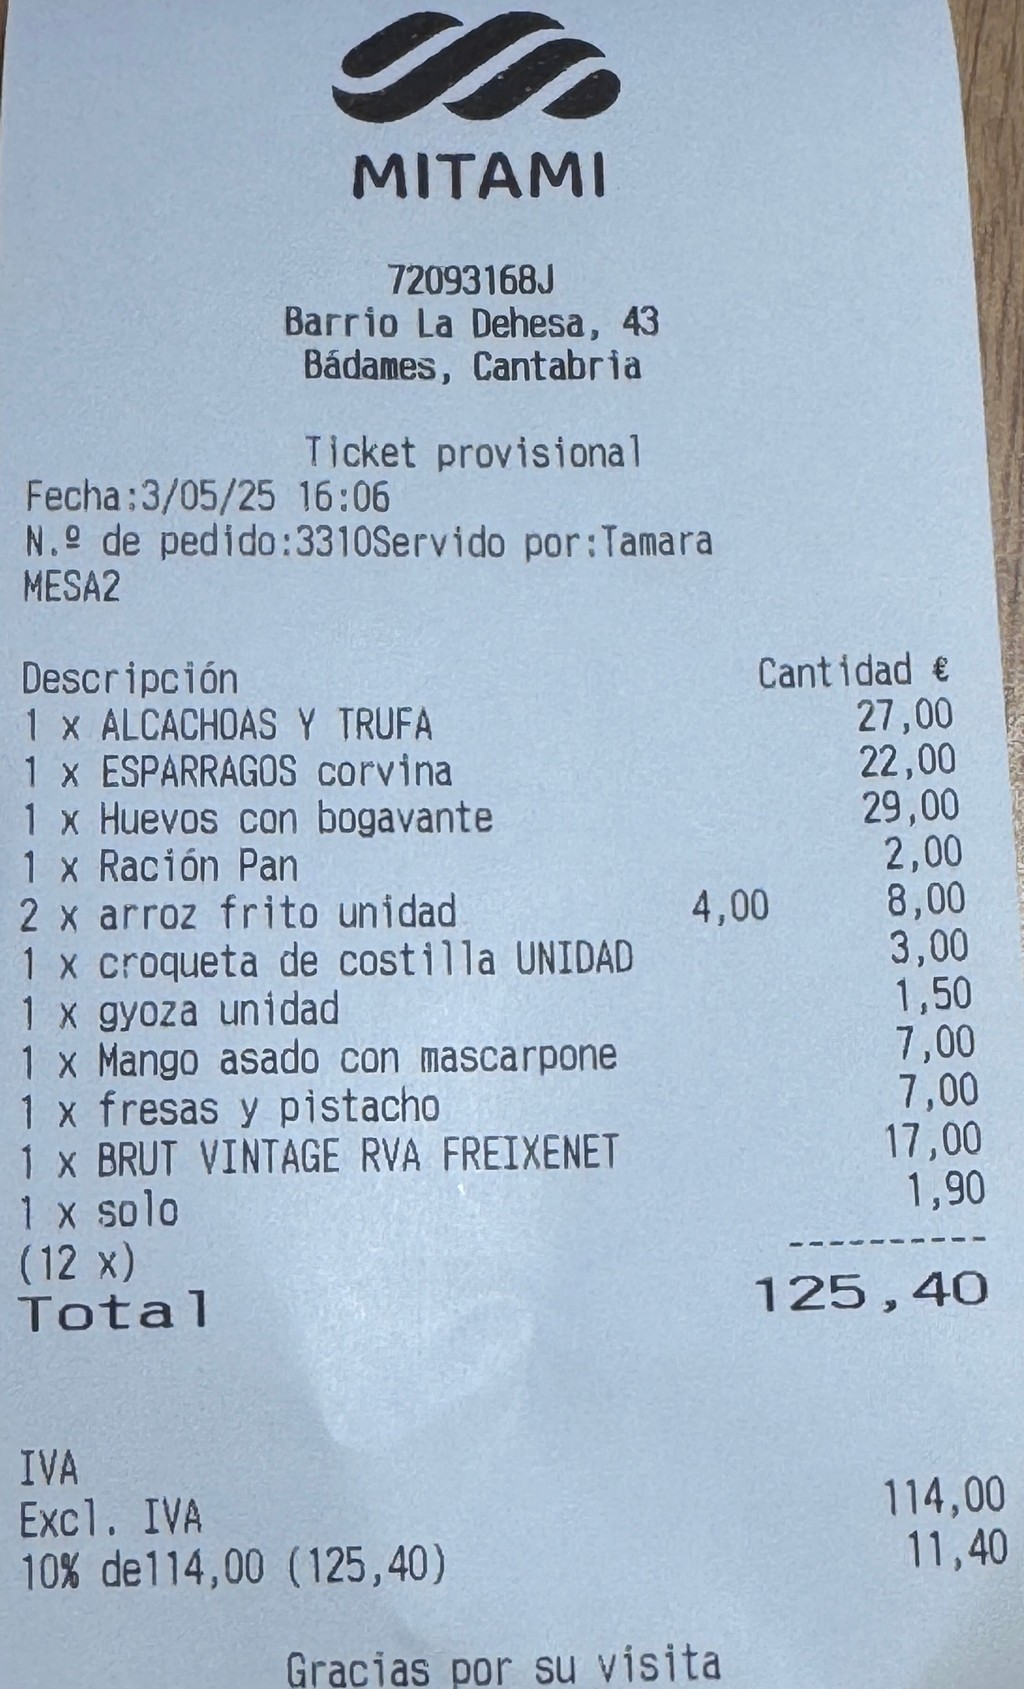 MITAMI
72093168J
Barrio La Dehesa, 43
Bádames, Cantabria
Ticket provisional
Fecha:3/05/25 16:06
N.º de pedido:3310Servido por:Tamara
MESA2
Descripción Cantidad €
1 x ALCACHOAS Y TRUFA 27,00
1 x ESPARRAGOS corvina 22,00
1 x Huevos con bogavante 29,00
1 x Ración Pan 2,00
2 x arroz frito unidad 4,00 8,00
1 x croqueta de costilla UNIDAD 3,00
1 x gyoza unidad 1,50
1 x Mango asado con mascarpone 7,00
1 x fresas y pistacho 7,00
1 x BRUT VINTAGE RVA FREIXENET 17,00
1 x solo 1,90
(12 x) ----------
Total 125,40
IVA
Excl. IVA 114,00
10% de114,00 (125,40) 11,40
Gracias por su visita